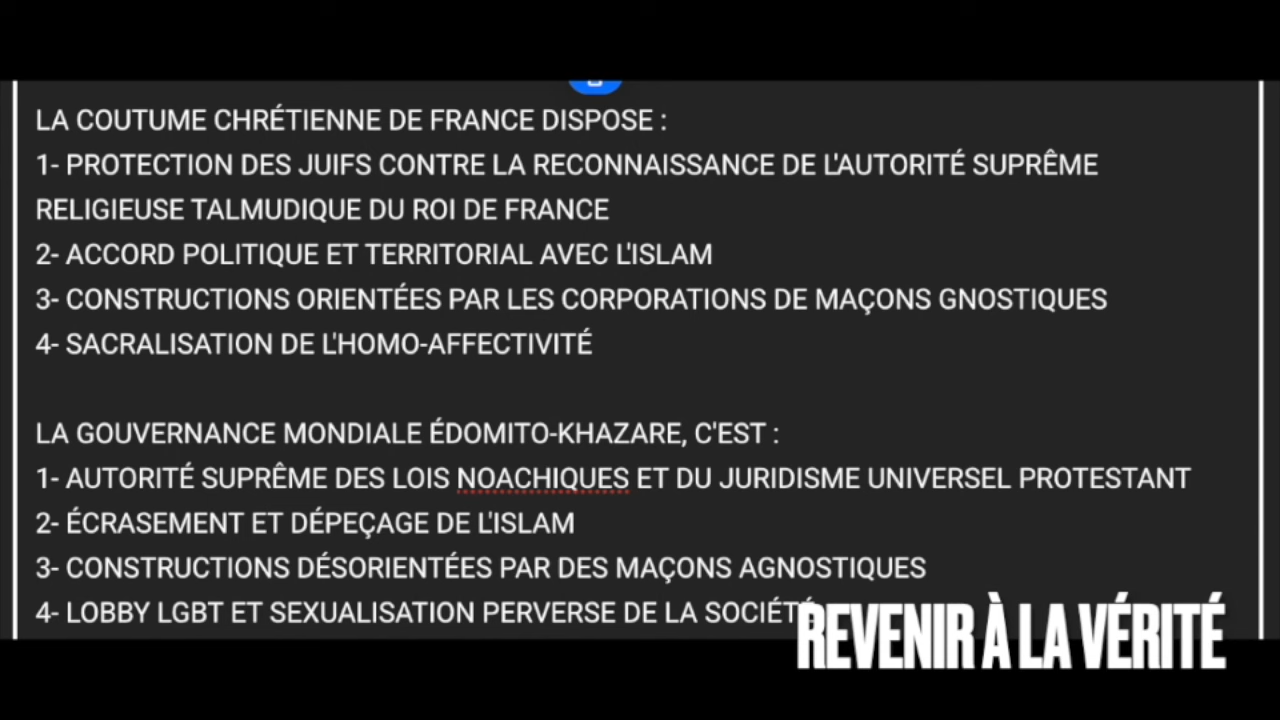 LA COUTUME CHRÉTIENNE DE FRANCE DISPOSE :
1- PROTECTION DES JUIFS CONTRE LA RECONNAISSANCE DE L'AUTORITÉ SUPRÊME
RELIGIEUSE TALMUDIQUE DU ROI DE FRANCE
2- ACCORD POLITIQUE ET TERRITORIAL AVEC L'ISLAM
3- CONSTRUCTIONS ORIENTÉES PAR LES CORPORATIONS DE MAÇONS GNOSTIQUES
4- SACRALISATION DE L'HOMO-AFFECTIVITÉ
LA GOUVERNANCE MONDIALE ÉDOMITO-KHAZARE, C'EST :
1- AUTORITÉ SUPRÊME DES LOIS NOACHIQUES ET DU JURIDISME UNIVERSEL PROTESTANT
2- ÉCRASEMENT ET DÉPEÇAGE DE L'ISLAM
3- CONSTRUCTIONS DÉSORIENTÉES PAR DES MAÇONS AGNOSTIQUES
4- LOBBY LGBT ET SEXUALISATION PERVERSE DE LA SOCIÉTÉ
REVENIR À LA VÉRITÉ